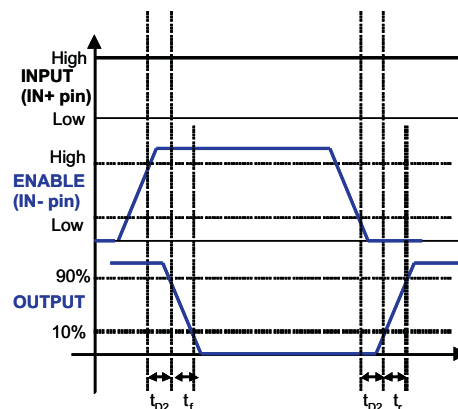 High
INPUT
(IN+ pin)
Low
High
ENABLE
(IN- pin)
Low
90%
OUTPUT
10%
tD2 tf tD2 tr